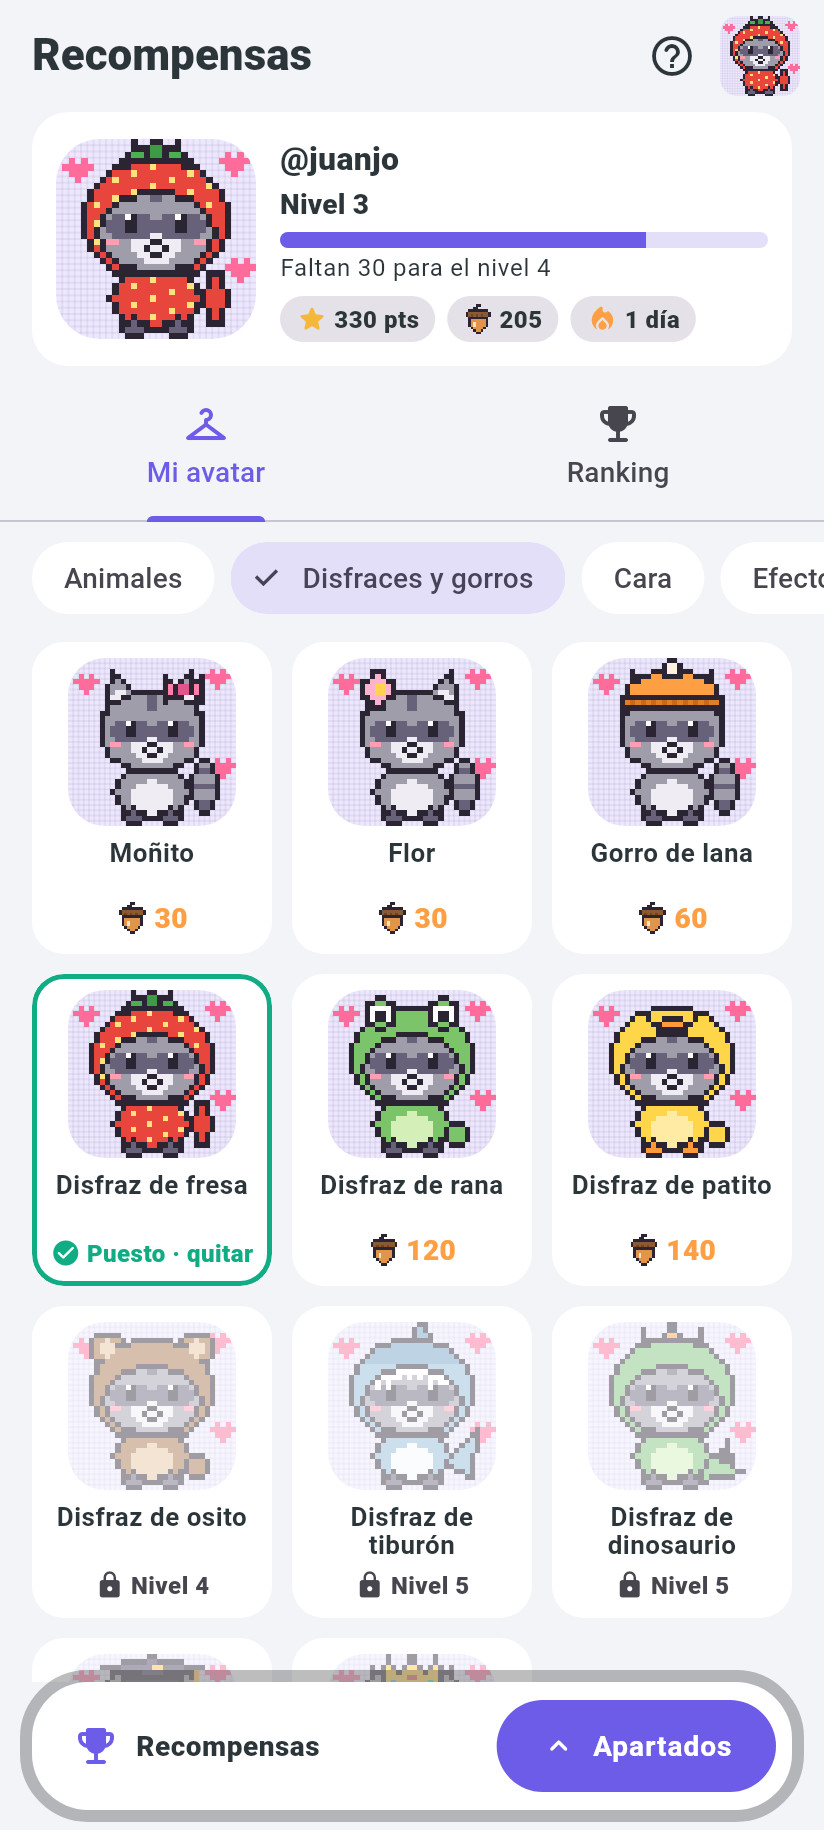 Recompensas
@juanjo
Nivel 3
Faltan 30 para el nivel 4
330 pts 205 1 día
Mi avatar Ranking
Animales Disfraces y gorros Cara Efecto
Moñito Flor Gorro de lana
30 30 60
Disfraz de fresa Disfraz de rana Disfraz de patito
Puesto · quitar 120 140
Disfraz de osito Disfraz de tiburón Disfraz de dinosaurio
Nivel 4 Nivel 5 Nivel 5
Recompensas Apartados